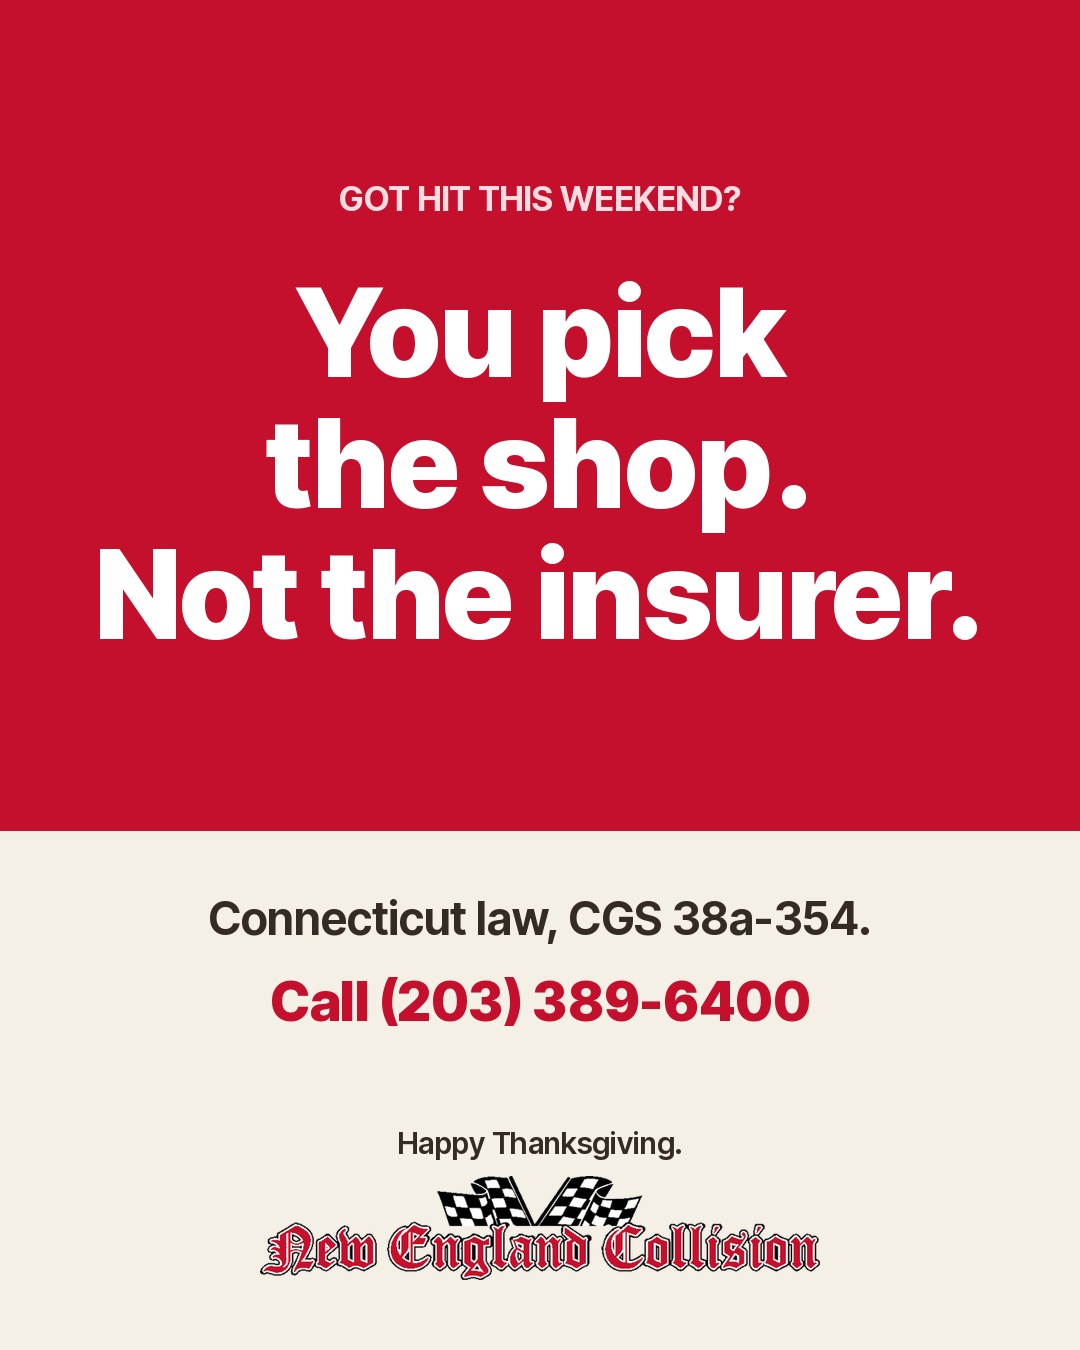 GOT HIT THIS WEEKEND?
You pick
the shop.
Not the insurer.
Connecticut law, CGS 38a-354.
Call (203) 389-6400
Happy Thanksgiving.
New England Collision